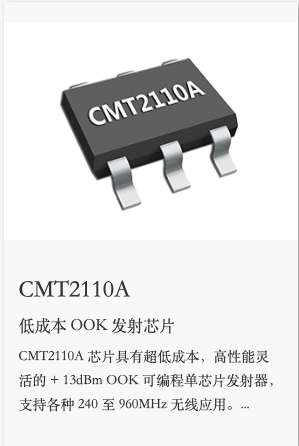 CMT2110A
CMT2110A
低成本 OOK 发射芯片
CMT2110A 芯片具有超低成本，高性能灵
活的 + 13dBm OOK 可编程单芯片发射器，
支持各种 240 至 960MHz 无线应用。...